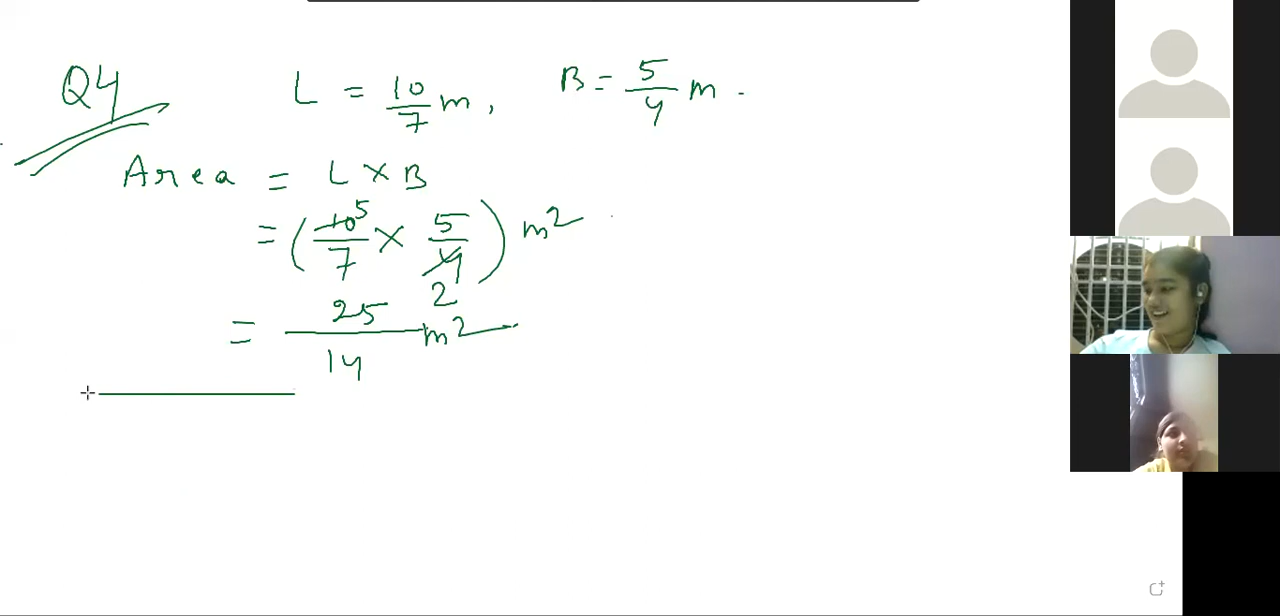 Q4 L = 10/7 m, B = 5/4 m .
Area = L × B
= (10 5/7 × 5/4 2) m²
= 25/14 m²